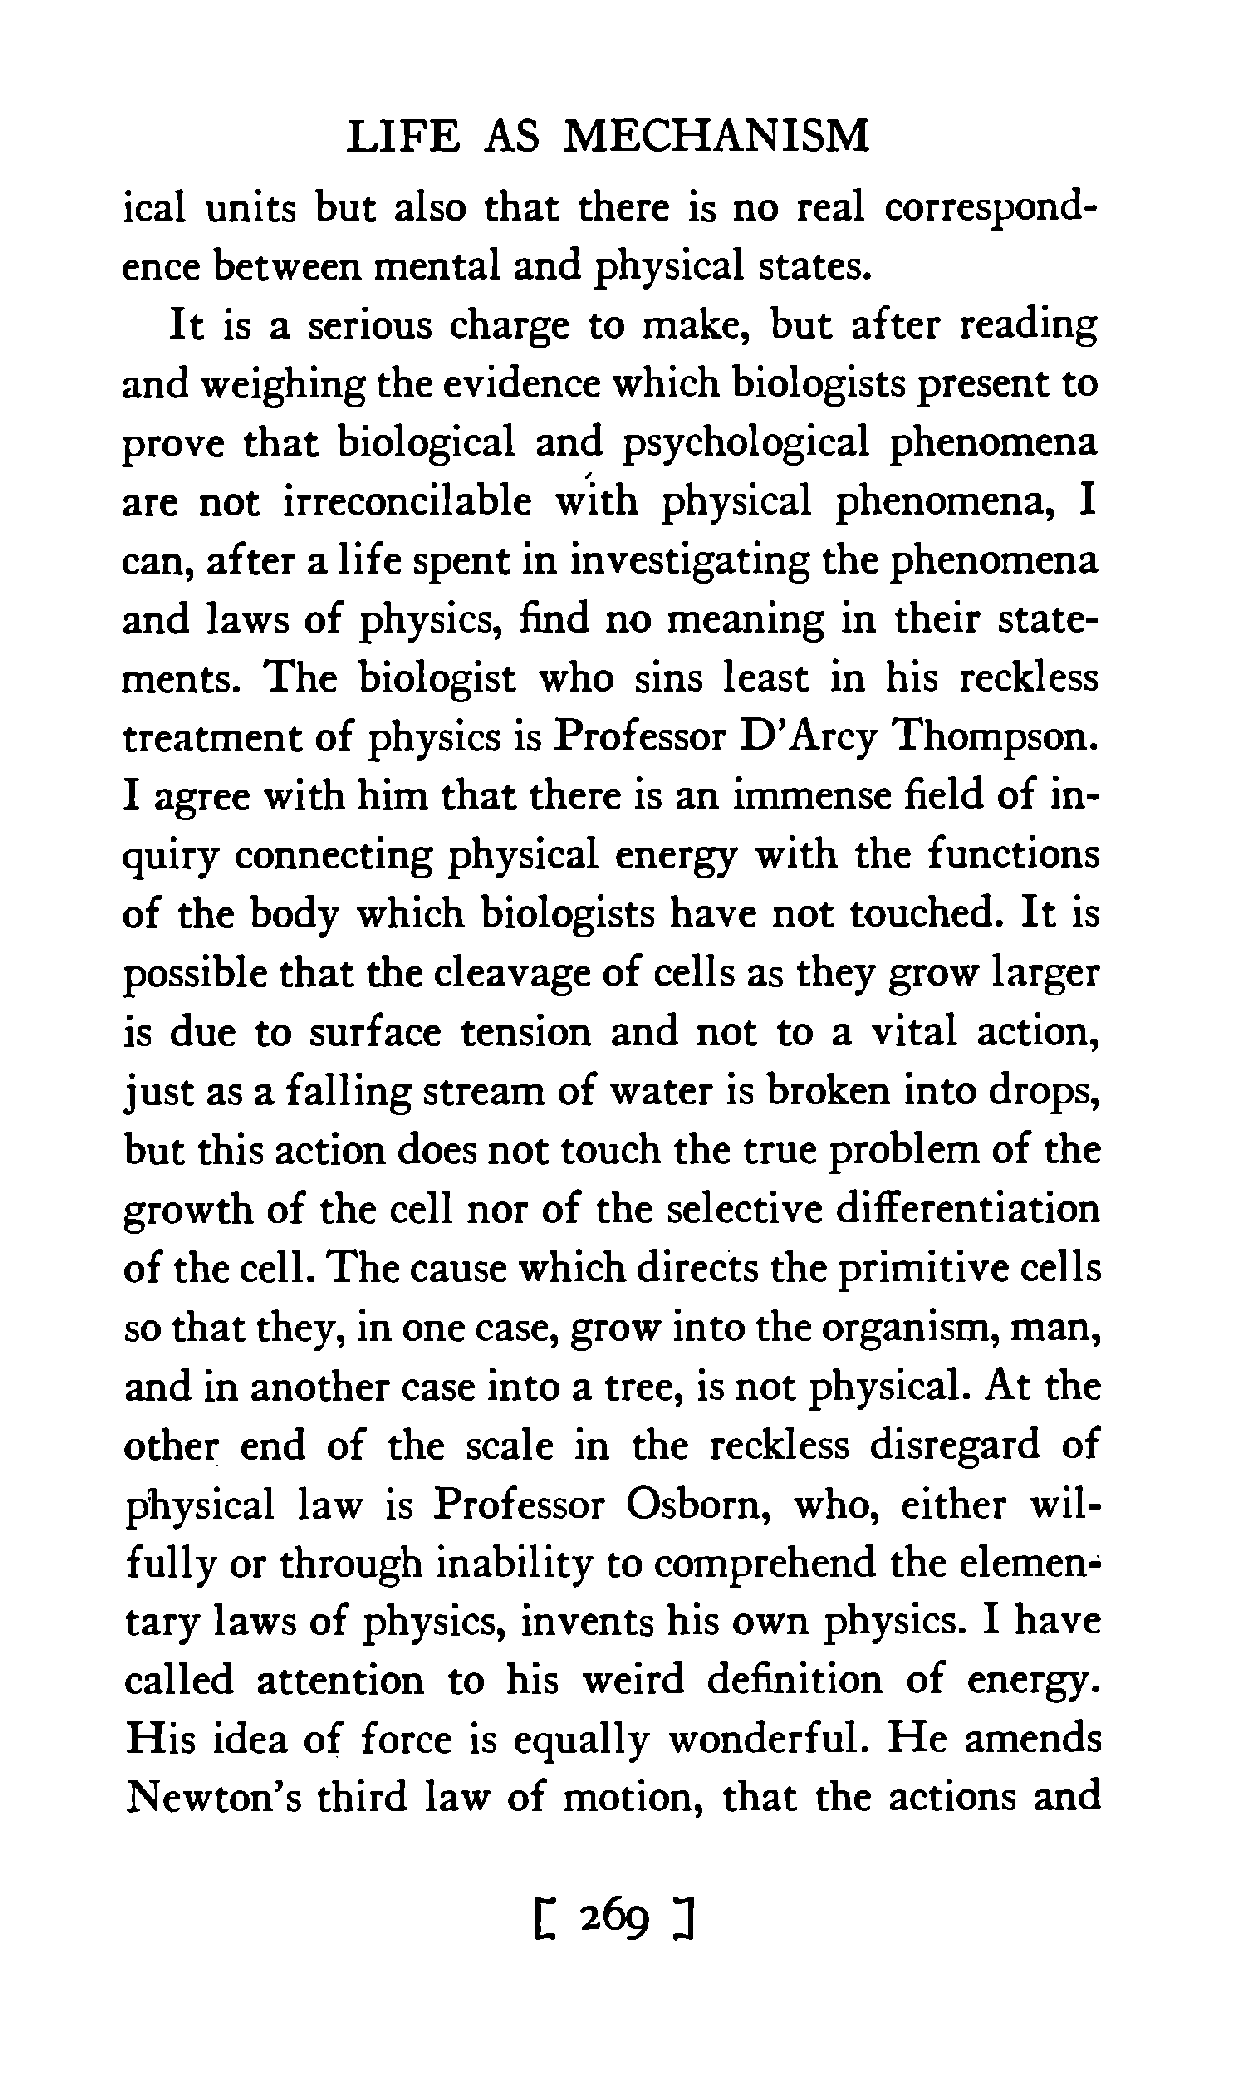 LIFE AS MECHANISM
ical units but also that there is no real correspond-
ence between mental and physical states.
It is a serious charge to make, but after reading
and weighing the evidence which biologists present to
prove that biological and psychological phenomena
are not irreconcilable with physical phenomena, I
can, after a life spent in investigating the phenomena
and laws of physics, find no meaning in their state-
ments. The biologist who sins least in his reckless
treatment of physics is Professor D'Arcy Thompson.
I agree with him that there is an immense field of in-
quiry connecting physical energy with the functions
of the body which biologists have not touched. It is
possible that the cleavage of cells as they grow larger
is due to surface tension and not to a vital action,
just as a falling stream of water is broken into drops,
but this action does not touch the true problem of the
growth of the cell nor of the selective differentiation
of the cell. The cause which directs the primitive cells
so that they, in one case, grow into the organism, man,
and in another case into a tree, is not physical. At the
other end of the scale in the reckless disregard of
physical law is Professor Osborn, who, either wil-
fully or through inability to comprehend the elemen-
tary laws of physics, invents his own physics. I have
called attention to his weird definition of energy.
His idea of force is equally wonderful. He amends
Newton's third law of motion, that the actions and
[ 269 ]